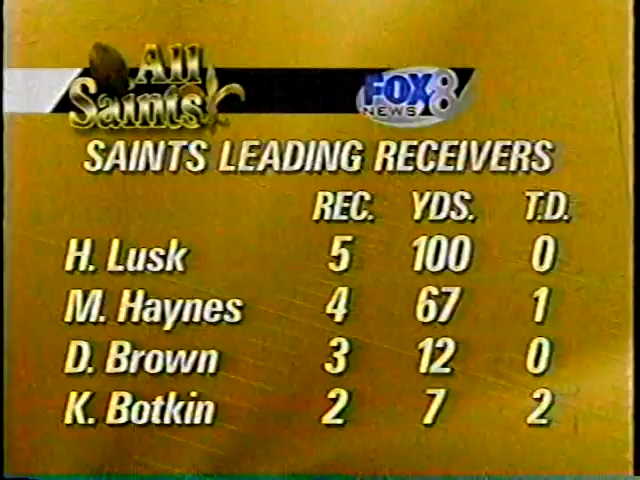 All
Saints
FOX 8
NEWS
SAINTS LEADING RECEIVERS
REC. YDS. T.D.
H. Lusk 5 100 0
M. Haynes 4 67 1
D. Brown 3 12 0
K. Botkin 2 7 2